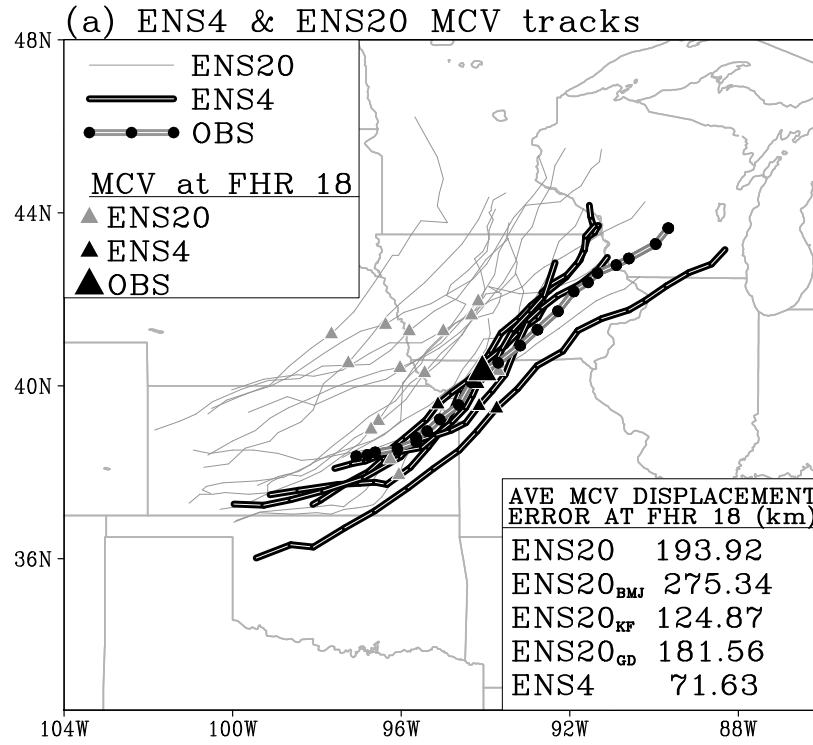 (a) ENS4 & ENS20 MCV tracks
48N
ENS20
ENS4
OBS
MCV at FHR 18
ENS20
ENS4
OBS
44N
40N
36N
AVE MCV DISPLACEMENT
ERROR AT FHR 18 (km)
ENS20 193.92
ENS20BMJ 275.34
ENS20KF 124.87
ENS20GD 181.56
ENS4 71.63
104W 100W 96W 92W 88W